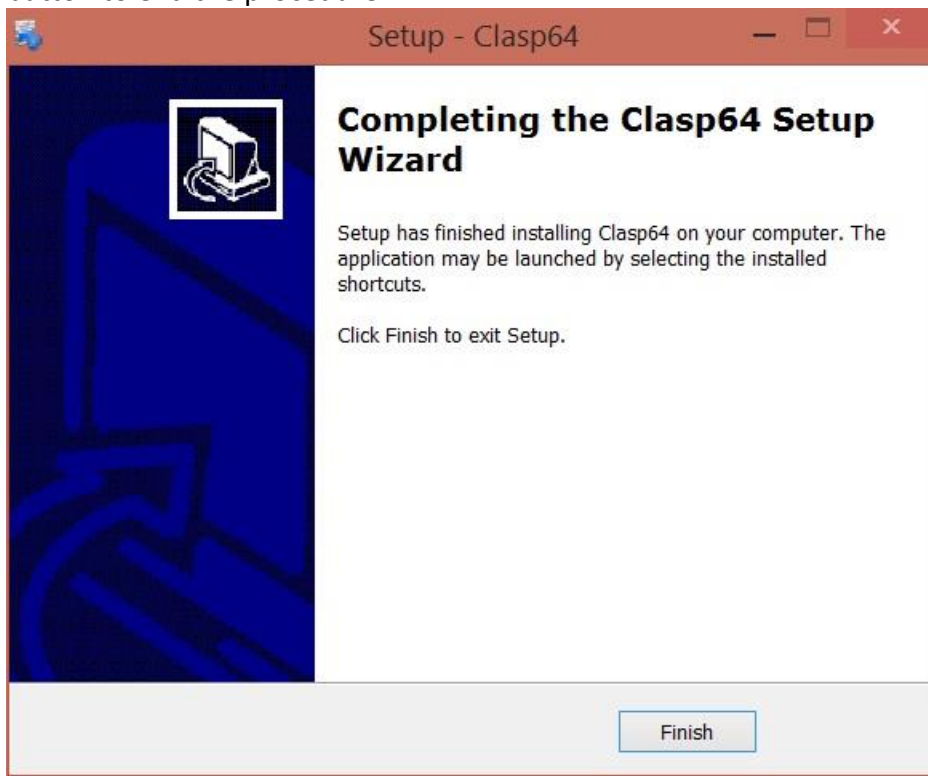 Setup - Clasp64
Completing the Clasp64 Setup
Wizard
Setup has finished installing Clasp64 on your computer. The
application may be launched by selecting the installed
shortcuts.
Click Finish to exit Setup.
Finish